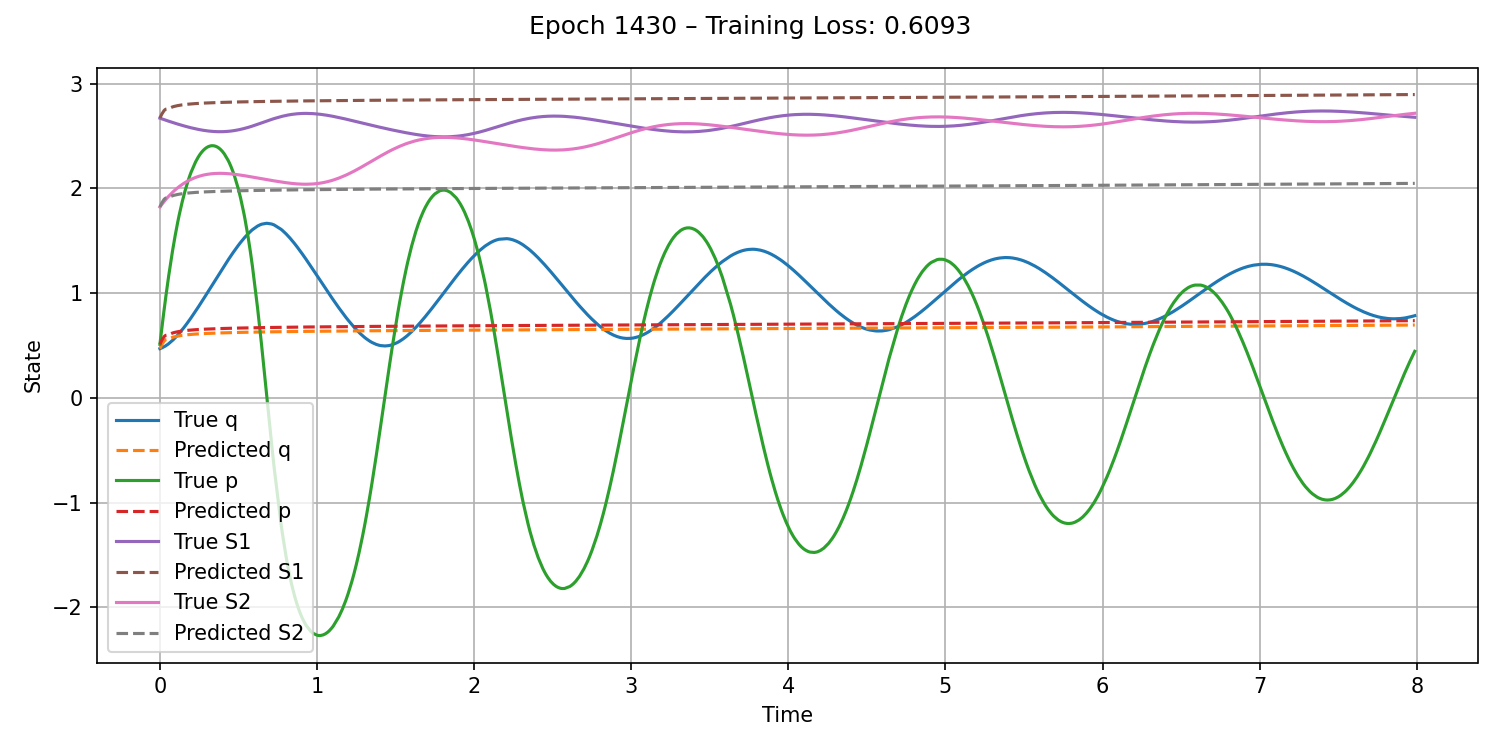 Epoch 1430 – Training Loss: 0.6093
3
2
1
0
−1
−2
State
True q
Predicted q
True p
Predicted p
True S1
Predicted S1
True S2
Predicted S2
0 1 2 3 4 5 6 7 8
Time